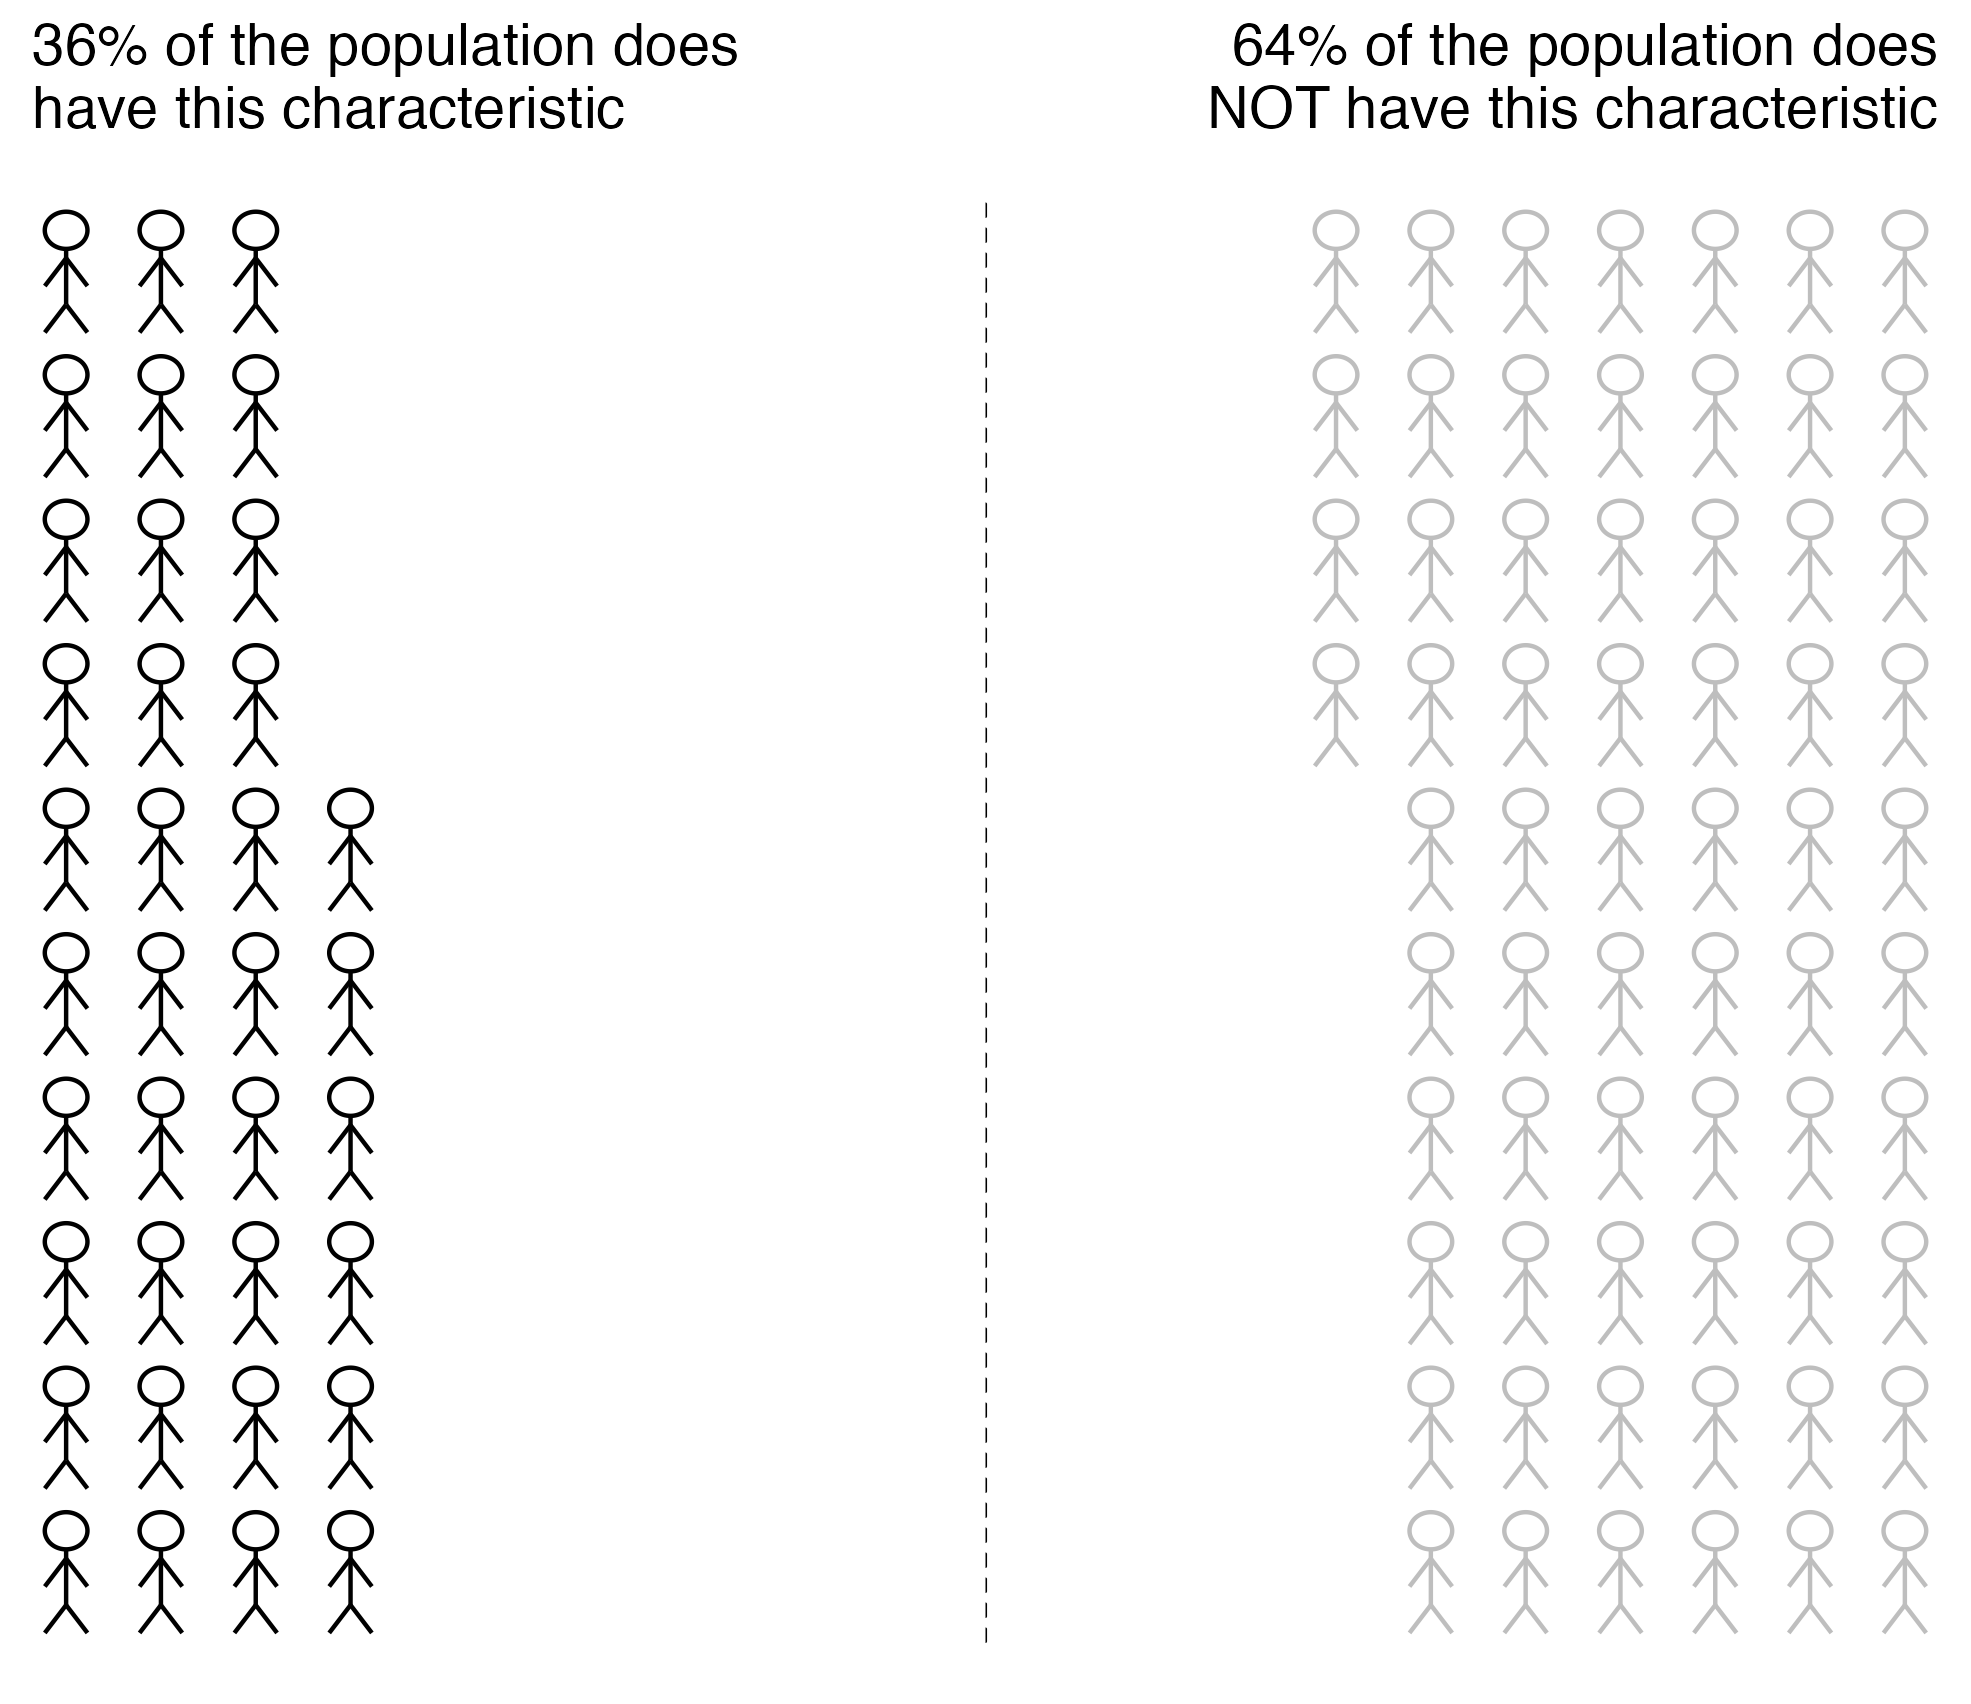 36% of the population does
have this characteristic
64% of the population does
NOT have this characteristic